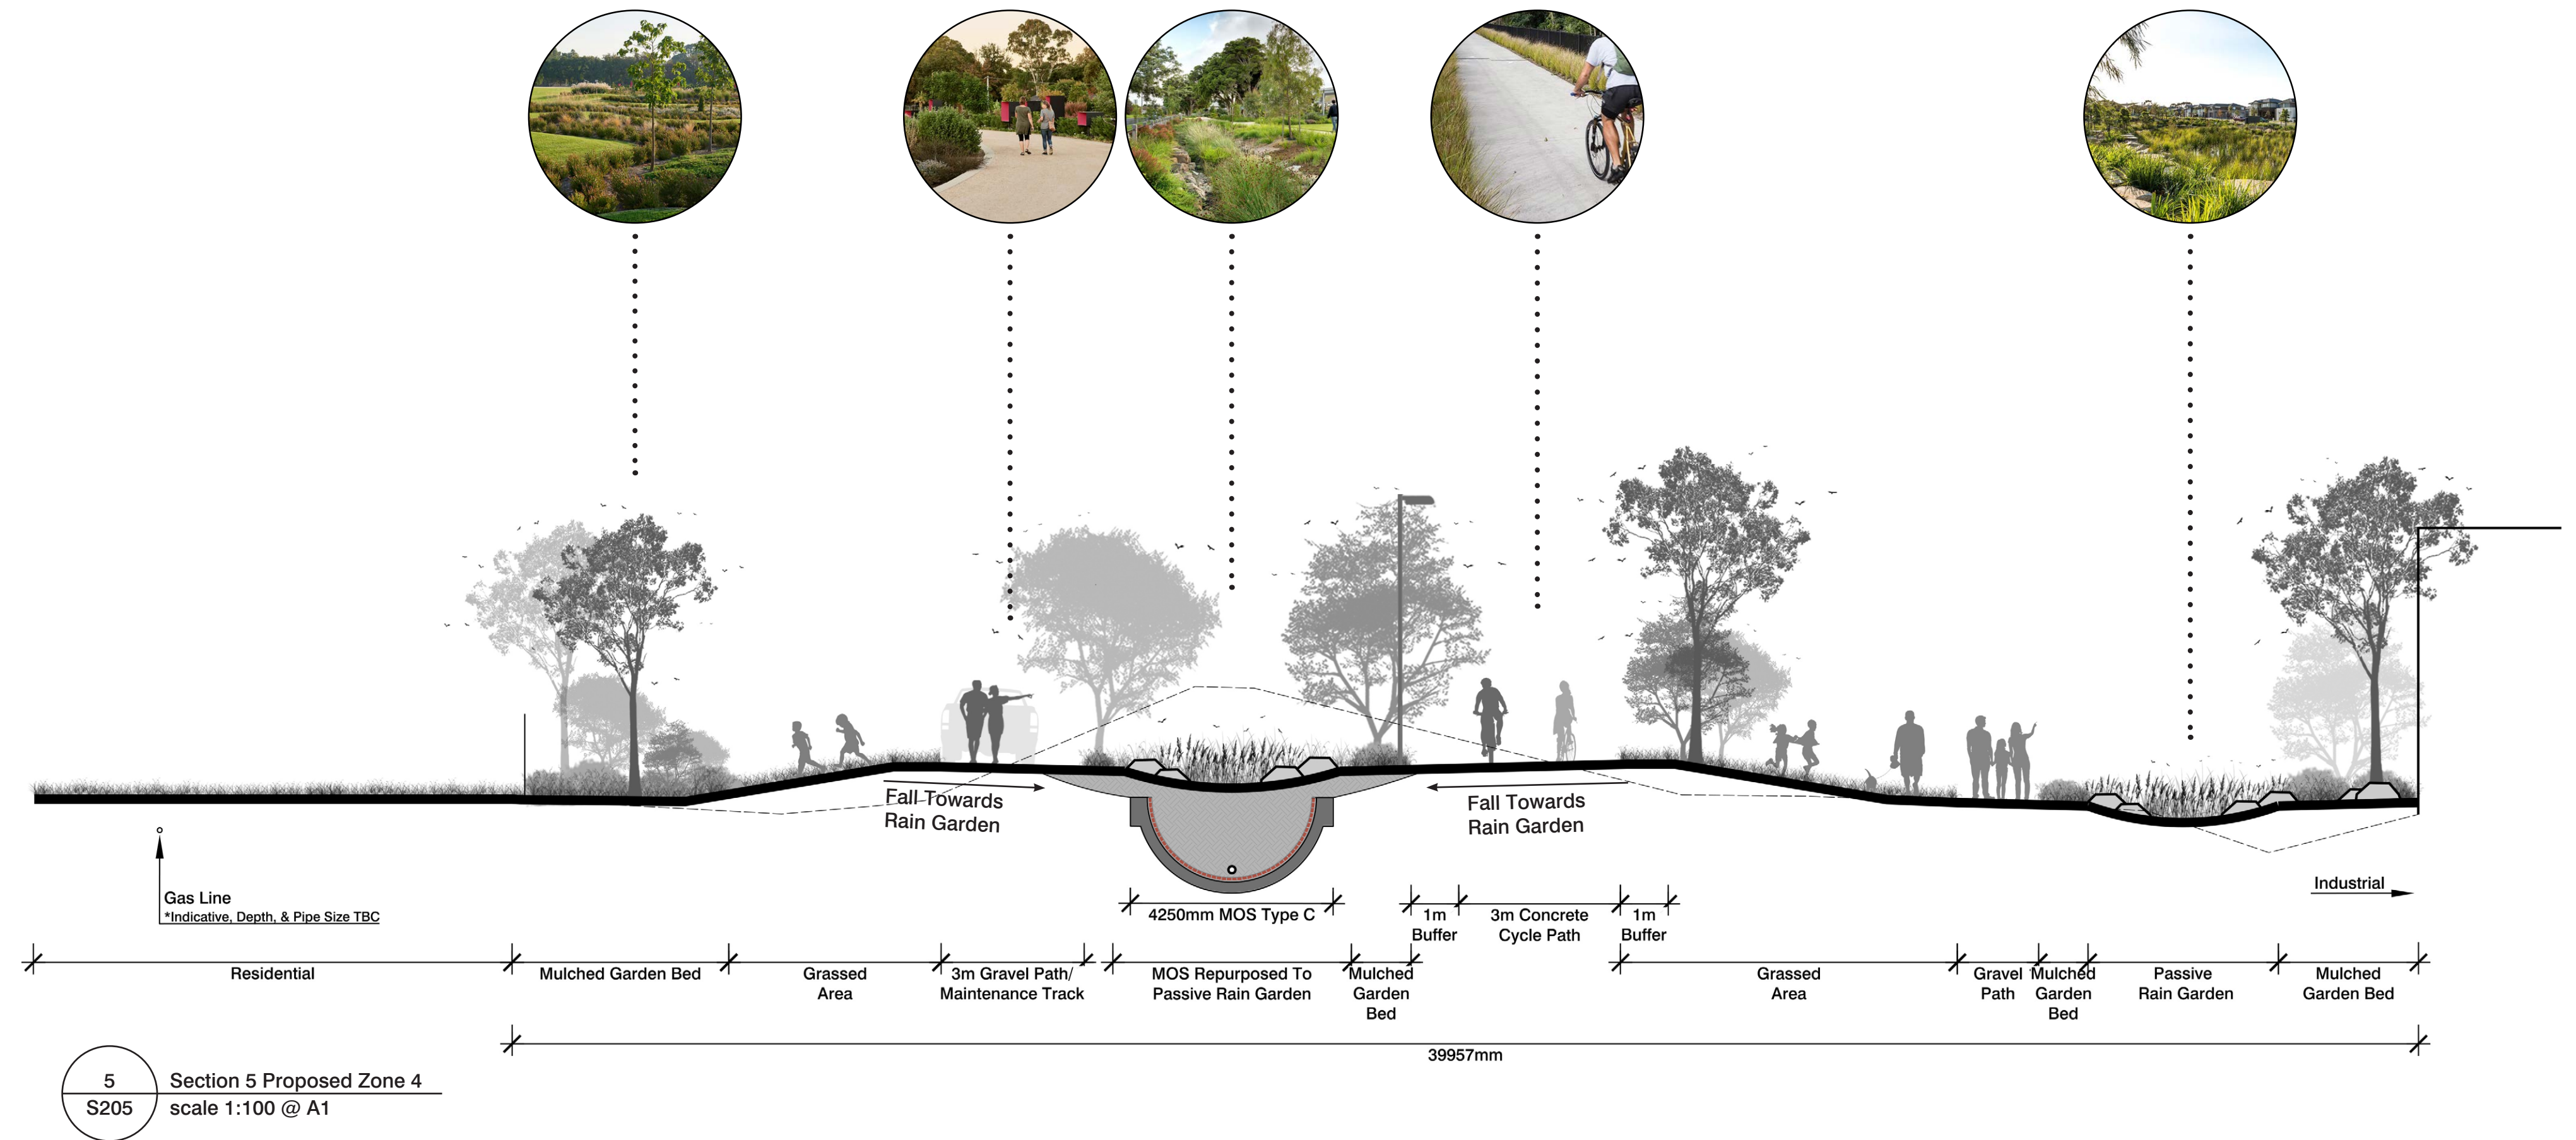 Fall Towards
Rain Garden
Fall Towards
Rain Garden
Gas Line
*Indicative, Depth, & Pipe Size TBC
Industrial
4250mm MOS Type C
1m
Buffer
3m Concrete
Cycle Path
1m
Buffer
Residential
Mulched Garden Bed
Grassed
Area
3m Gravel Path/
Maintenance Track
MOS Repurposed To
Passive Rain Garden
Mulched
Garden
Bed
Grassed
Area
Gravel
Path
Mulched
Garden
Bed
Passive
Rain Garden
Mulched
Garden Bed
39957mm
5
S205
Section 5 Proposed Zone 4
scale 1:100 @ A1